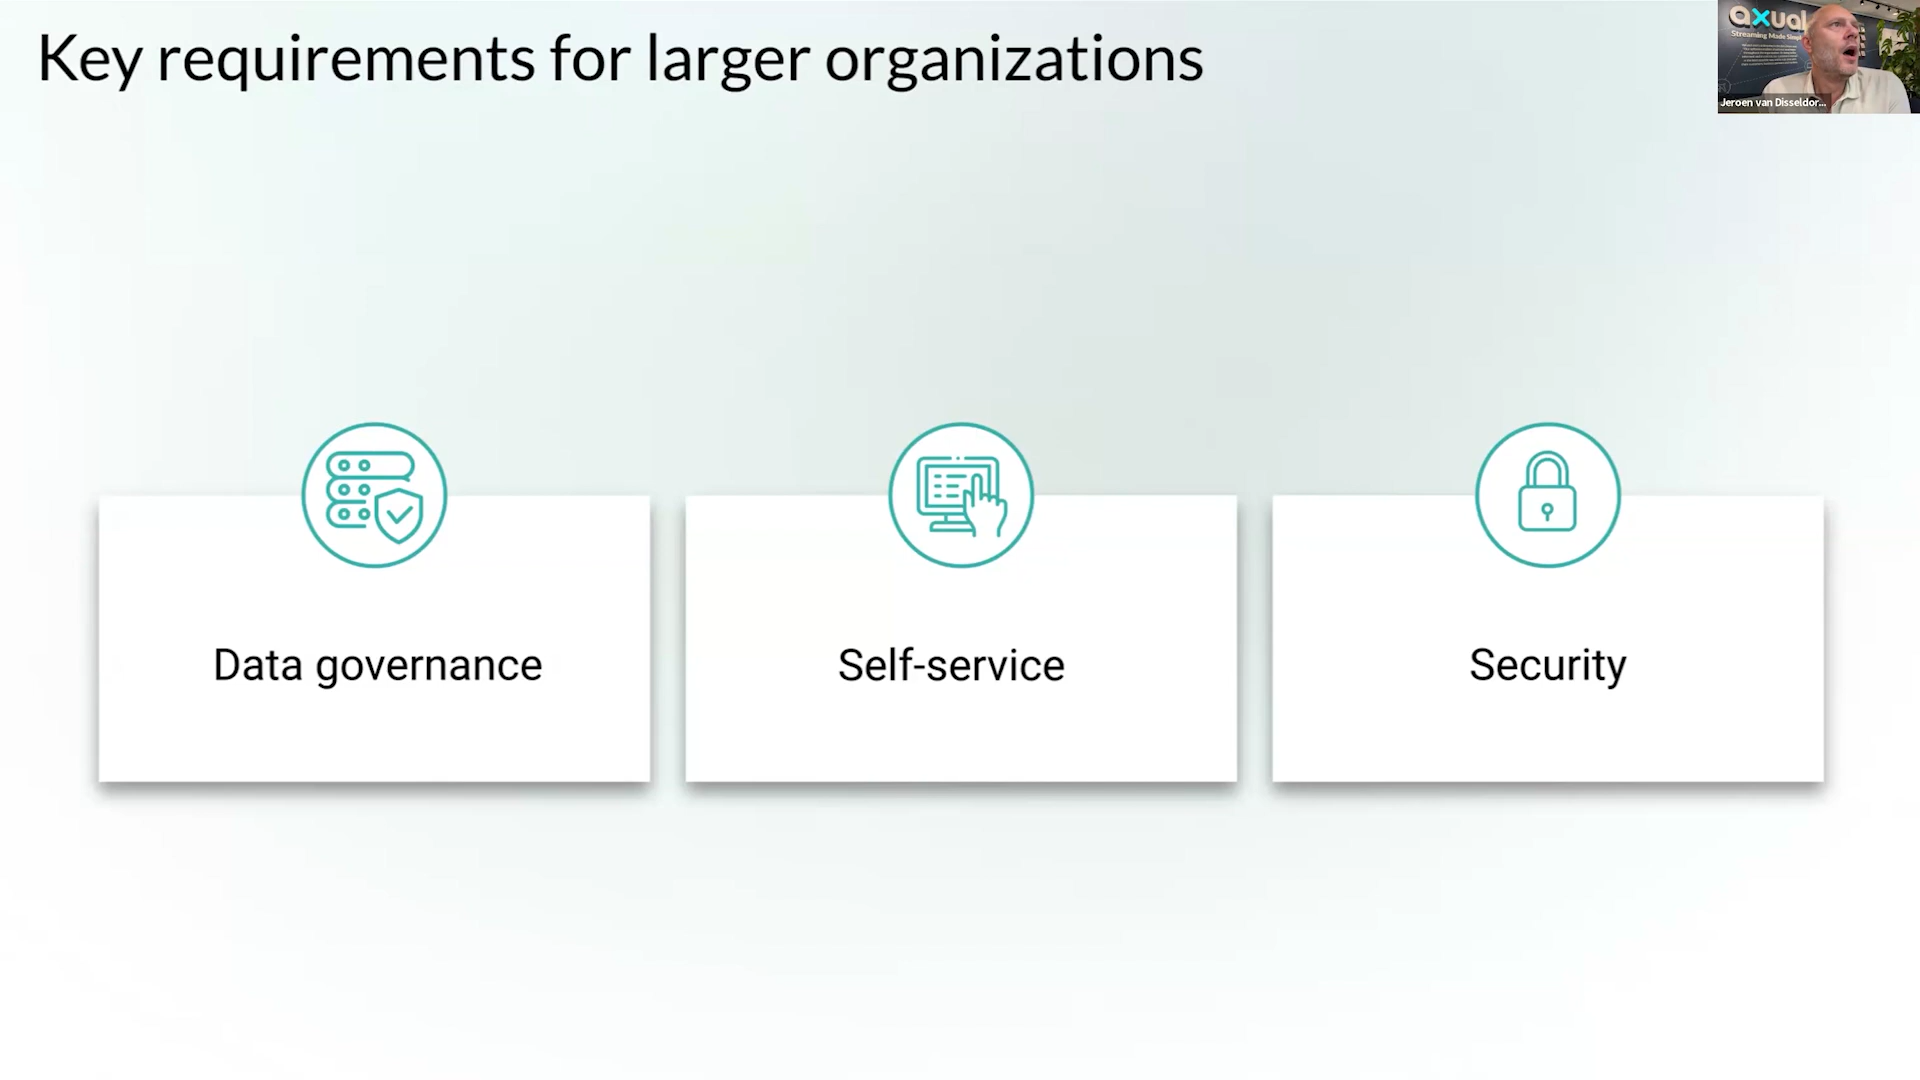 Key requirements for larger organizations
axual
Streaming Made Simple
Jeroen van Disseldor...
Data governance
Self-service
Security